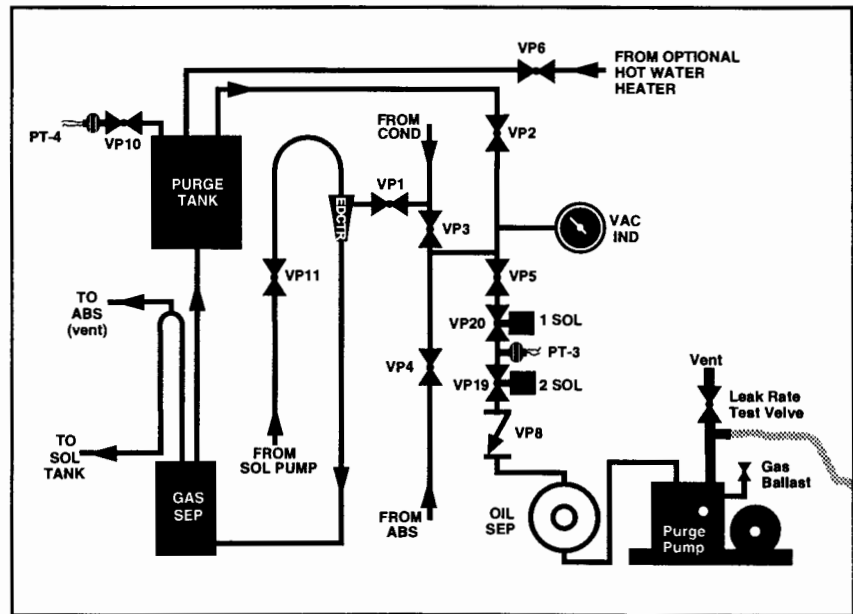 VP6
FROM OPTIONAL
HOT WATER
HEATER
FROM
COND
PT-4
VP10
VP2
PURGE
TANK
VP1
EDCTR
VP3
VAC
IND
VP11
VP5
TO
ABS
(vent)
VP20
1 SOL
PT-3
VP4
VP19
2 SOL
Vent
Leak Rate
Test Velve
VP8
TO
SOL
TANK
FROM
SOL PUMP
GAS
SEP
FROM
ABS
OIL
SEP
Gas
Ballast
Purge
Pump